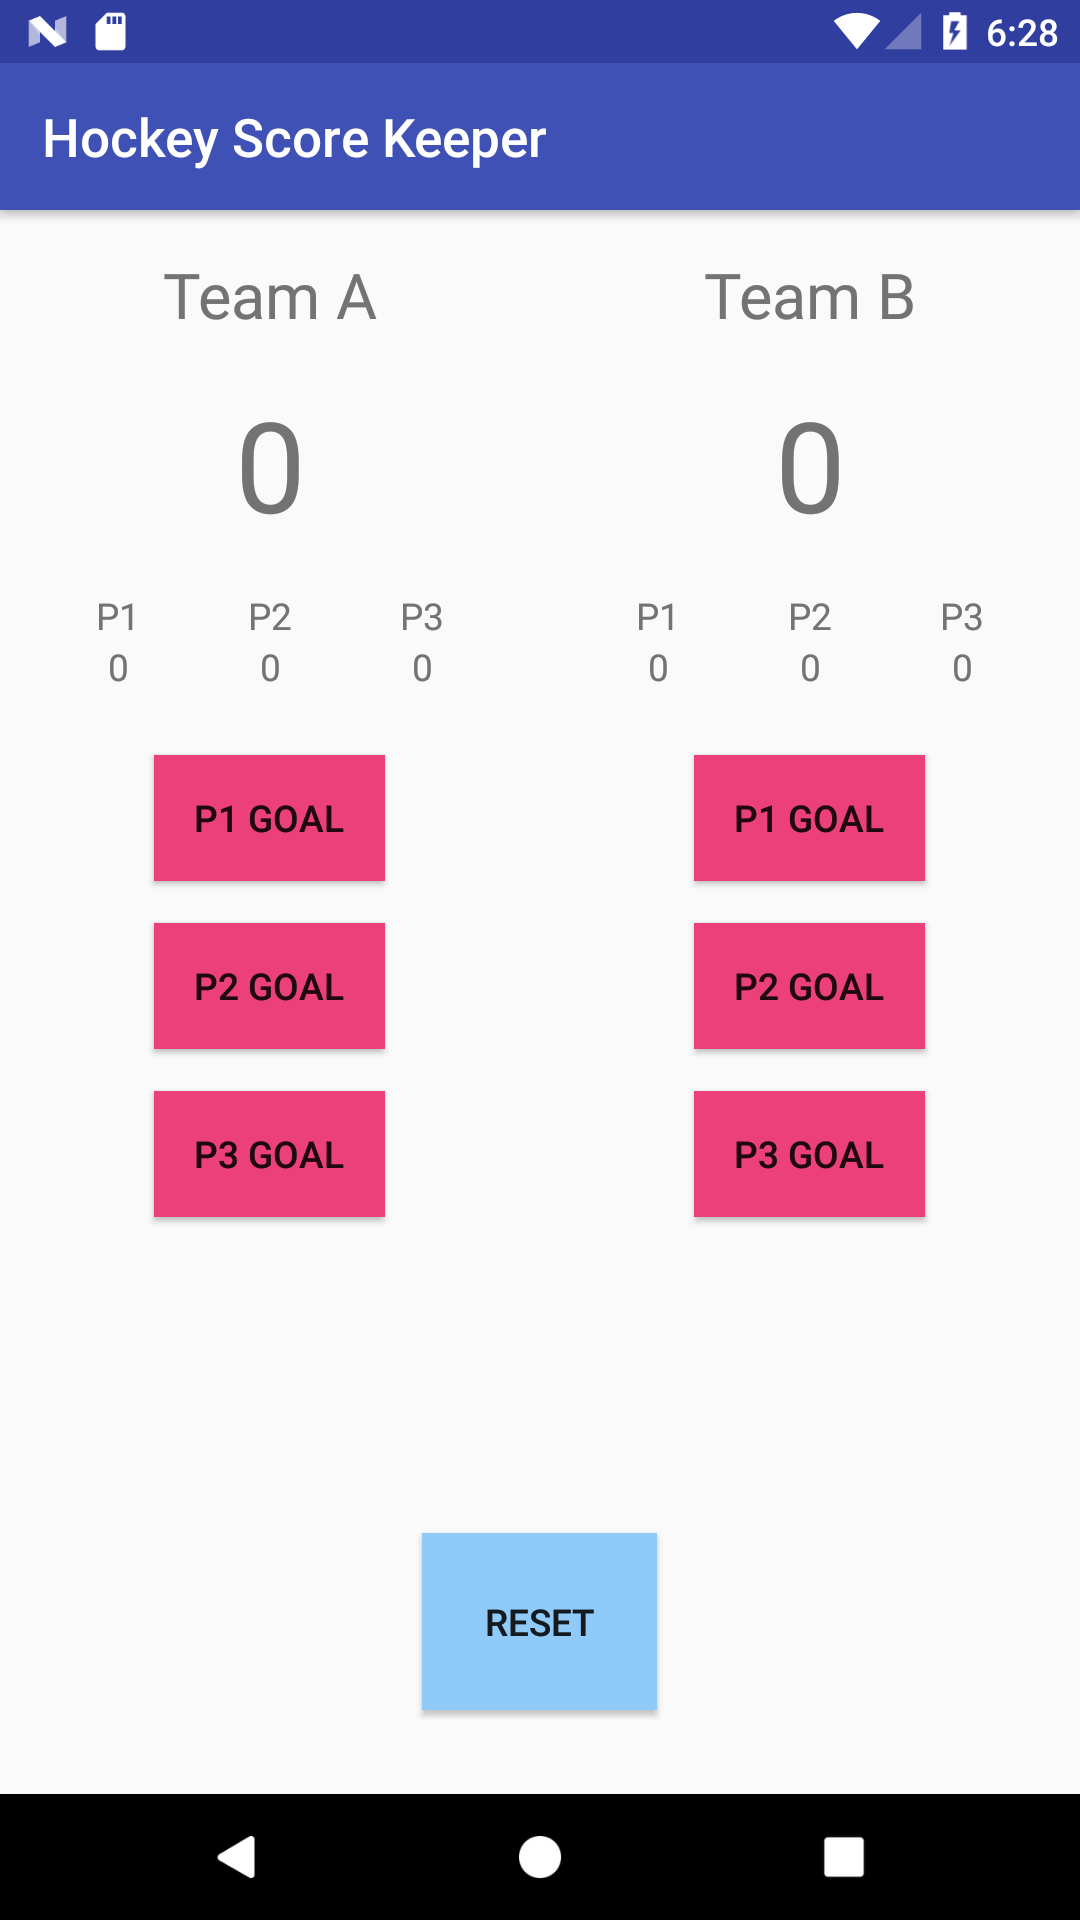 6:28
Hockey Score Keeper
Team A Team B
0 0
P1 P2 P3 P1 P2 P3
0 0 0 0 0 0
P1 GOAL P1 GOAL
P2 GOAL P2 GOAL
P3 GOAL P3 GOAL
RESET